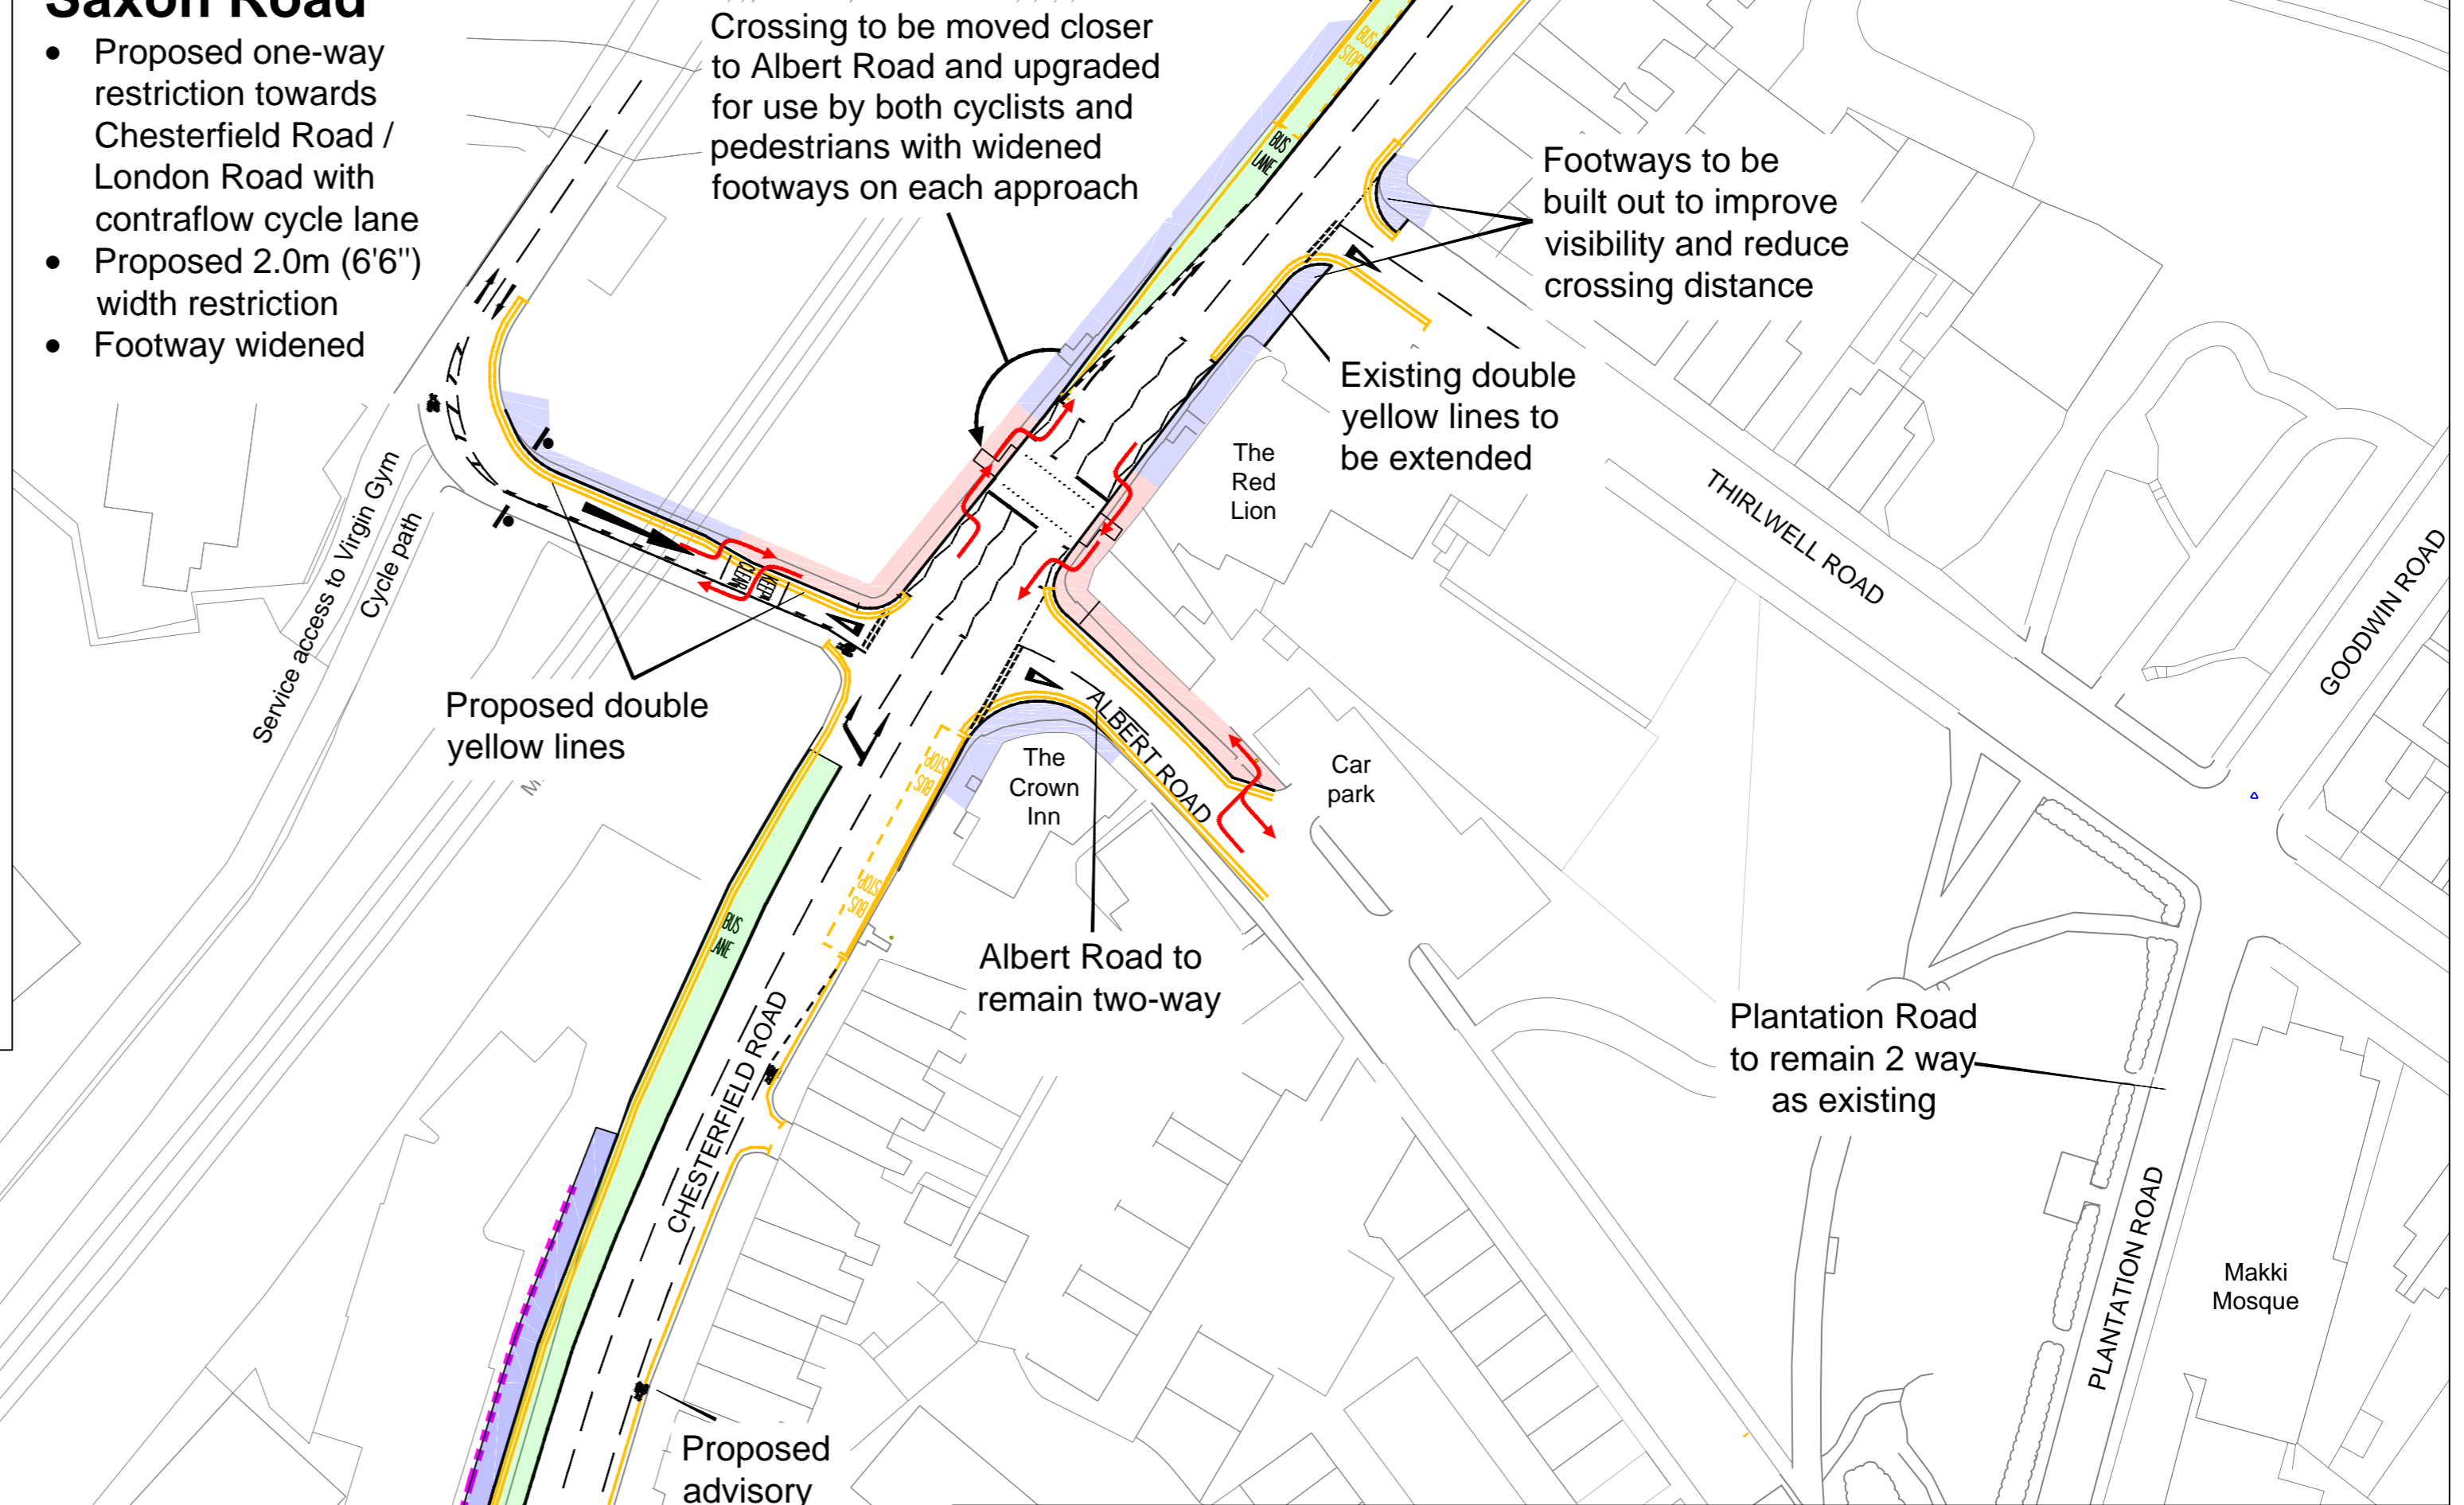 Saxon Road
• Proposed one-way
restriction towards
Chesterfield Road /
London Road with
contraflow cycle lane
• Proposed 2.0m (6'6")
width restriction
• Footway widened
Crossing to be moved closer
to Albert Road and upgraded
for use by both cyclists and
pedestrians with widened
footways on each approach
BUS
STOP
BUS
LANE
Footways to be
built out to improve
visibility and reduce
crossing distance
Existing double
yellow lines to
be extended
The
Red
Lion
THIRLWELL ROAD
GOODWIN ROAD
Service access to Virgin Gym
Cycle path
KEEP
CLEAR
Proposed double
yellow lines
M
ALBERT ROAD
The
Crown
Inn
Car
park
BUS
STOP
BUS
STOP
BUS
LANE
Albert Road to
remain two-way
CHESTERFIELD ROAD
Plantation Road
to remain 2 way
as existing
PLANTATION ROAD
Makki
Mosque
Proposed
advisory